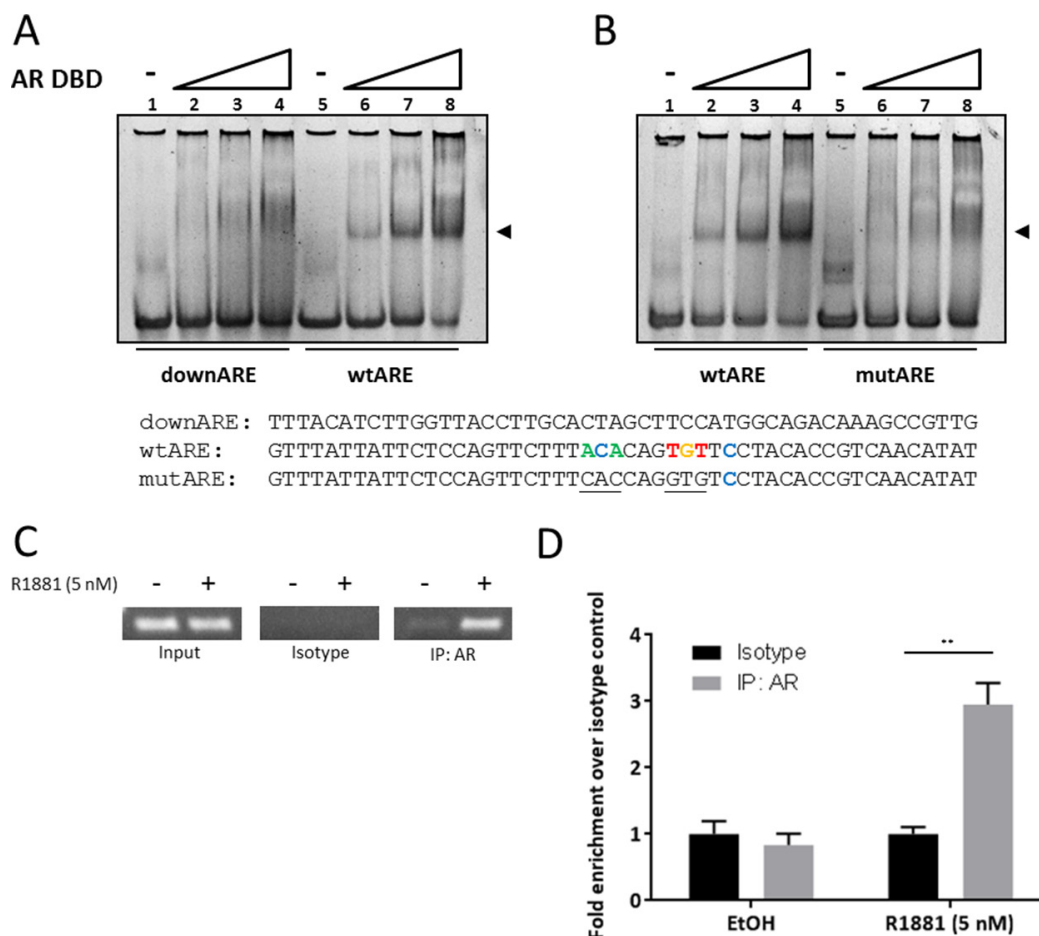 A
B
AR DBD
-
-
-
-
1 2 3 4 5 6 7 8
1 2 3 4 5 6 7 8
downARE
wtARE
wtARE
mutARE
downARE: TTTACATCTTGGTTACCTTGCACTAGCTTCCATGGCAGACAAAGCCGTTG
wtARE: GTTTATTATTCTCCAGTTCTTTACACAGTGTTCCTACACCGTCAACATAT
mutARE: GTTTATTATTCTCCAGTTCTTTCACCAGGTGTCCTACACCGTCAACATAT
C
D
R1881 (5 nM) - + - + - +
Input
Isotype
IP: AR
Fold enrichment over isotype control
4
3
2
1
0
Isotype
IP: AR
**
EtOH
R1881 (5 nM)